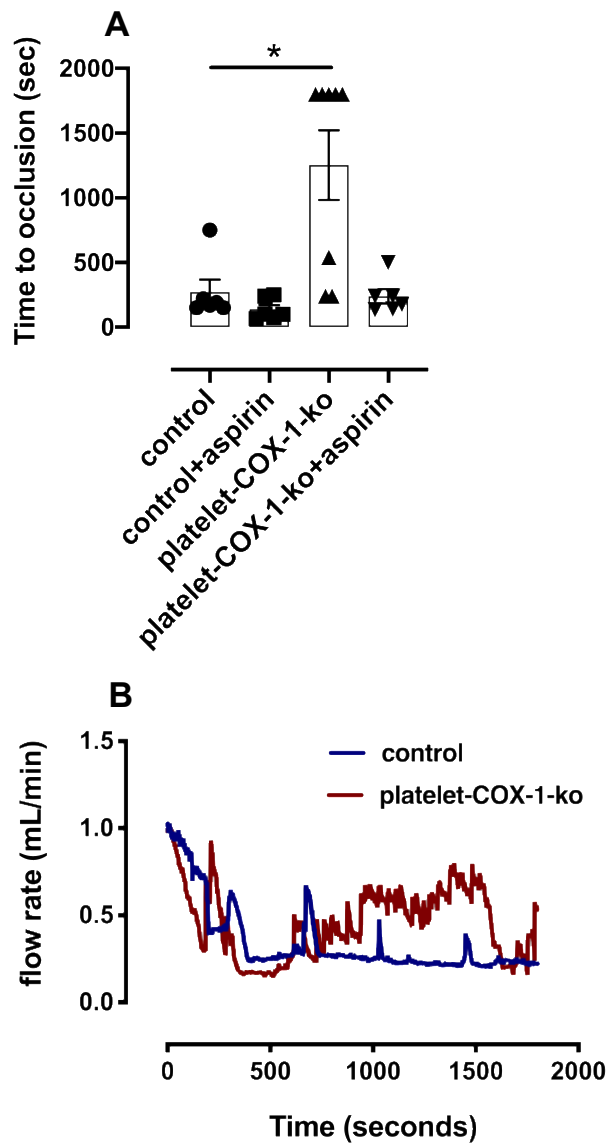 A
*
Time to occlusion (sec)
2000
1500
1000
500
0
control
control+aspirin
platelet-COX-1-ko
platelet-COX-1-ko+aspirin
B
flow rate (mL/min)
1.5
1.0
0.5
0.0
control
platelet-COX-1-ko
0 500 1000 1500 2000
Time (seconds)